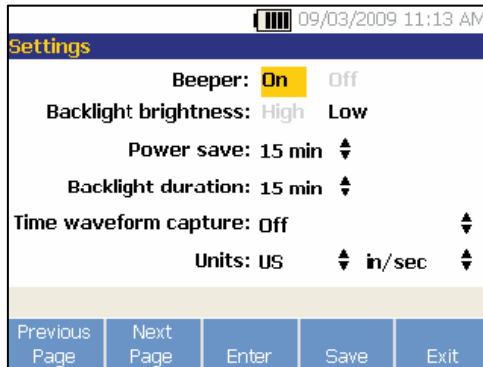 09/03/2009 11:13 AM
Settings
Beeper: On Off
Backlight brightness: High Low
Power save: 15 min
Backlight duration: 15 min
Time waveform capture: Off
Units: US in/sec
Previous Page Next Page Enter Save Exit